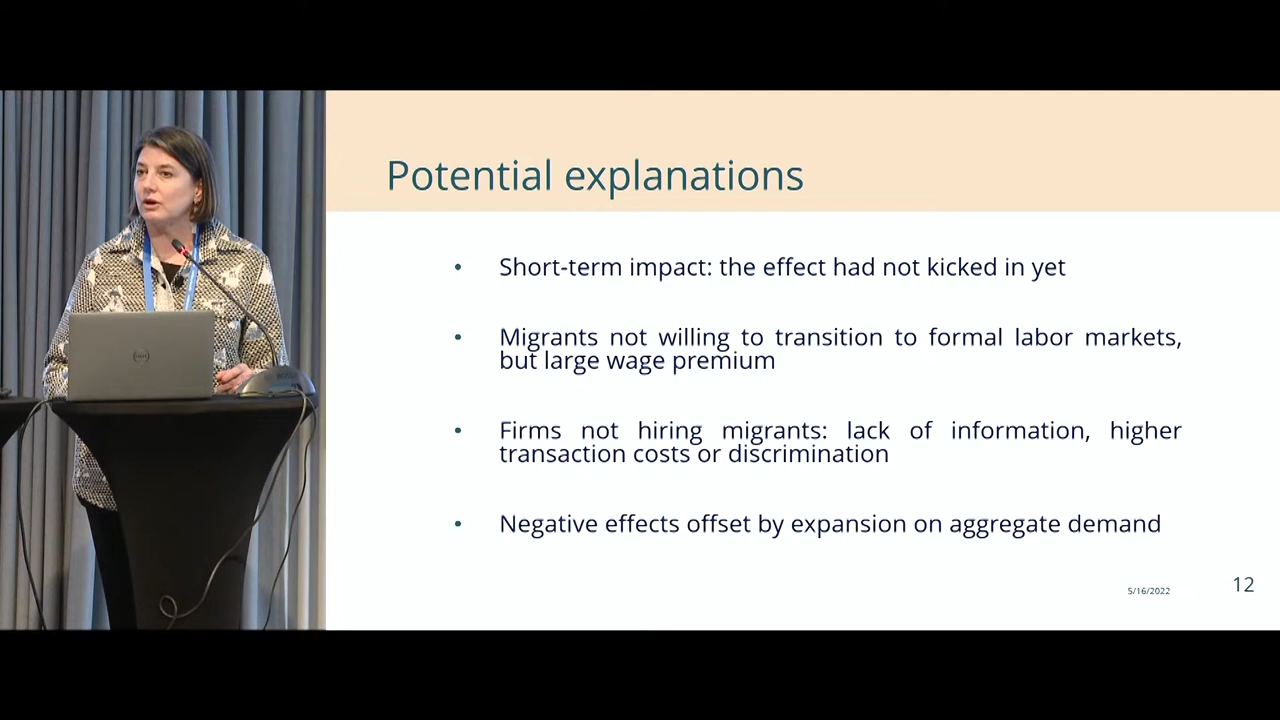 Potential explanations
• Short-term impact: the effect had not kicked in yet
• Migrants not willing to transition to formal labor markets,
but large wage premium
• Firms not hiring migrants: lack of information, higher
transaction costs or discrimination
• Negative effects offset by expansion on aggregate demand
5/16/2022
12